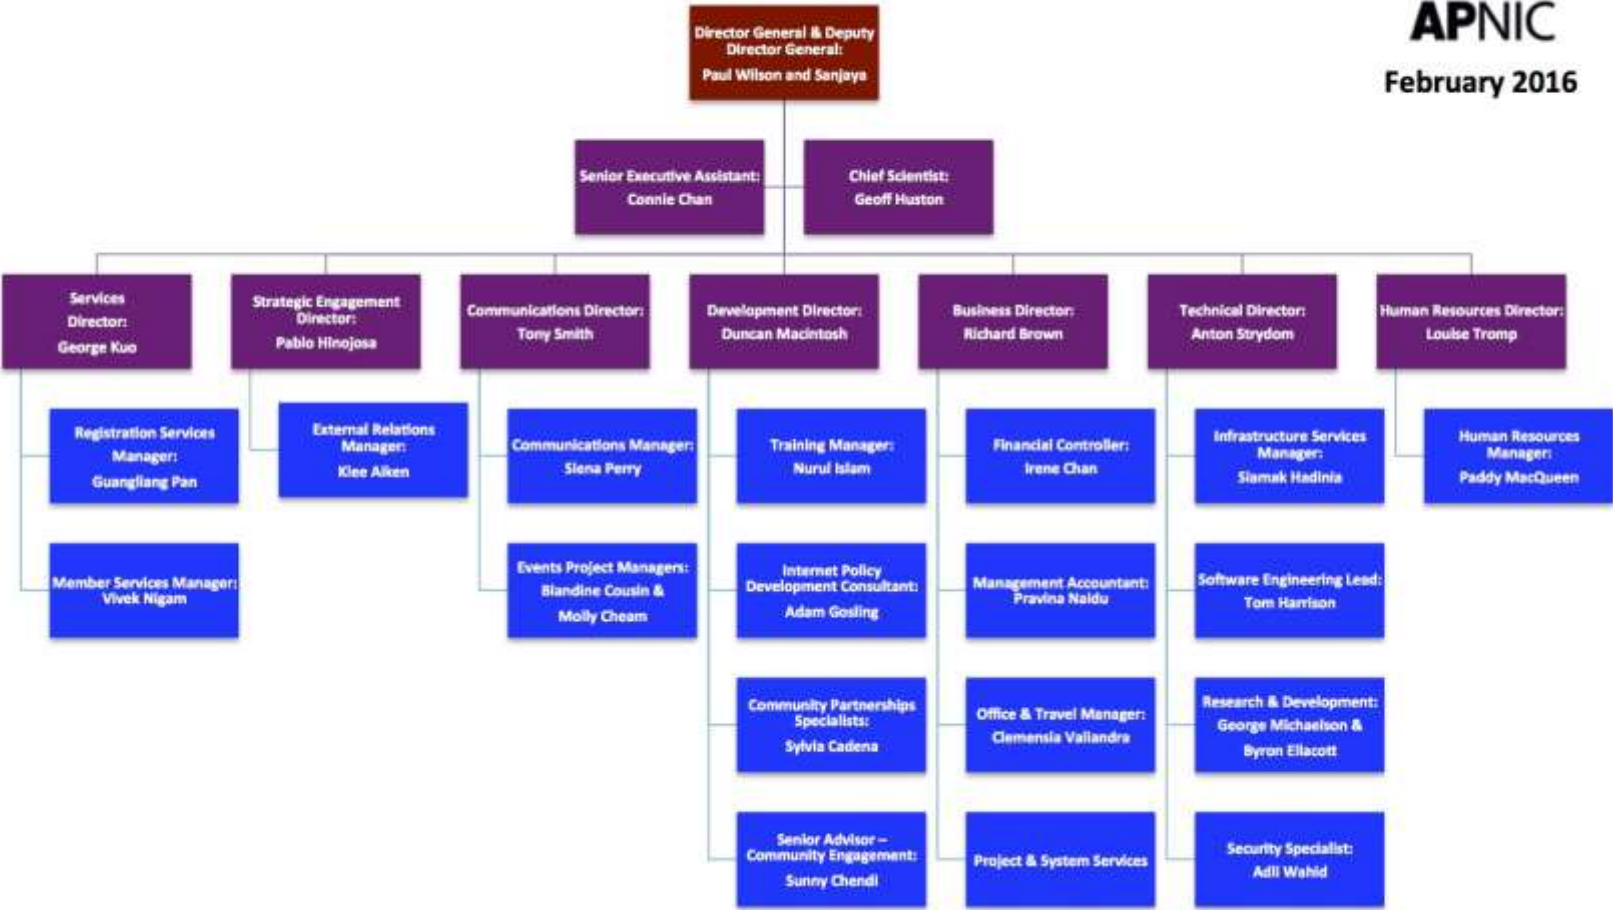 APNIC
February 2016
Director General & Deputy
Director General:
Paul Wilson and Sanjaya
Senior Executive Assistant:
Connie Chan
Chief Scientist:
Geoff Huston
Services
Director:
George Kuo
Strategic Engagement
Director:
Pablo Hinojosa
Communications Director:
Tony Smith
Development Director:
Duncan Macintosh
Business Director:
Richard Brown
Technical Director:
Anton Strydom
Human Resources Director:
Louise Tromp
Registration Services
Manager:
Guangliang Pan
External Relations
Manager:
Klee Aiken
Communications Manager:
Siena Perry
Training Manager:
Nurul Islam
Financial Controller:
Irene Chan
Infrastructure Services
Manager:
Siamak Hadinia
Human Resources
Manager:
Paddy MacQueen
Member Services Manager:
Vivek Nigam
Events Project Managers:
Blandine Cousin &
Molly Cheam
Internet Policy
Development Consultant:
Adam Gosling
Management Accountant:
Pravina Naidu
Software Engineering Lead:
Tom Harrison
Community Partnerships
Specialists:
Sylvia Cadena
Office & Travel Manager:
Clemensia Vallandra
Research & Development:
George Michaelson &
Byron Ellacott
Senior Advisor –
Community Engagement:
Sunny Chendi
Project & System Services
Security Specialist:
Adli Wahid